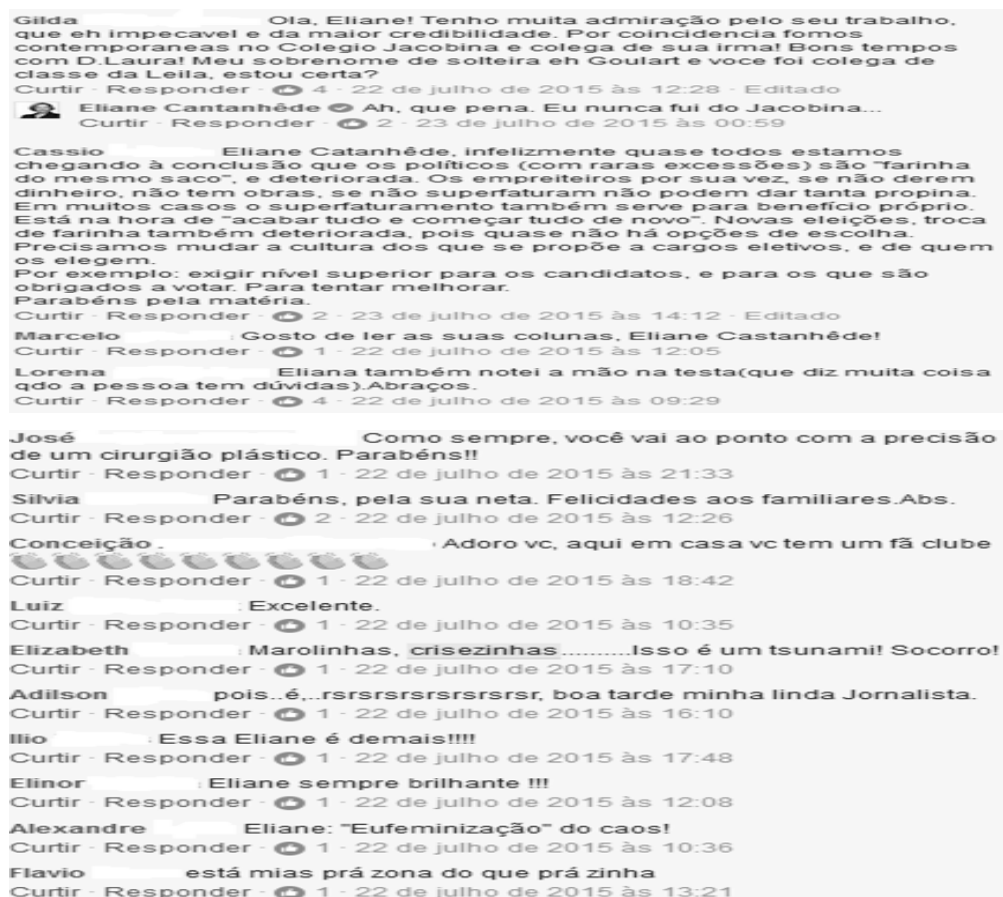 Gilda Ola, Eliane! Tenho muita admiração pelo seu trabalho,
que eh impecavel e da maior credibilidade. Por coincidencia fomos
contemporaneas no Colegio Jacobina e colega de sua irma! Bons tempos
com D.Laura! Meu sobrenome de solteira eh Goulart e voce foi colega de
classe da Leila, estou certa?
Curtir · Responder · 4 · 22 de julho de 2015 às 12:28 · Editado
Eliane Cantanhêde Ah, que pena. Eu nunca fui do Jacobina...
Curtir · Responder · 2 · 23 de julho de 2015 às 00:59
Cassio Eliane Catanhêde, infelizmente quase todos estamos
chegando à conclusão que os políticos (com raras excessões) são "farinha
do mesmo saco", e deteriorada. Os empreiteiros por sua vez, se não derem
dinheiro, não tem obras, se não superfaturam não podem dar tanta propina.
Em muitos casos o superfaturamento também serve para benefício próprio.
Está na hora de "acabar tudo e começar tudo de novo". Novas eleições, troca
de farinha também deteriorada, pois quase não há opções de escolha.
Precisamos mudar a cultura dos que se propõe a cargos eletivos, e de quem
os elegem.
Por exemplo: exigir nível superior para os candidatos, e para os que são
obrigados a votar. Para tentar melhorar.
Parabéns pela matéria.
Curtir · Responder · 2 · 23 de julho de 2015 às 14:12 · Editado
Marcelo : Gosto de ler as suas colunas, Eliane Castanhêde!
Curtir · Responder · 1 · 22 de julho de 2015 às 12:05
Lorena Eliana também notei a mão na testa(que diz muita coisa
qdo a pessoa tem dúvidas).Abraços.
Curtir · Responder · 4 · 22 de julho de 2015 às 09:29
José Como sempre, você vai ao ponto com a precisão
de um cirurgião plástico. Parabéns!!
Curtir · Responder · 1 · 22 de julho de 2015 às 21:33
Silvia Parabéns, pela sua neta. Felicidades aos familiares.Abs.
Curtir · Responder · 2 · 22 de julho de 2015 às 12:26
Conceição . Adoro vc, aqui em casa vc tem um fã clube
Curtir · Responder · 1 · 22 de julho de 2015 às 18:42
Luiz : Excelente.
Curtir · Responder · 1 · 22 de julho de 2015 às 10:35
Elizabeth : Marolinhas, crisezinhas.........Isso é um tsunami! Socorro!
Curtir · Responder · 1 · 22 de julho de 2015 às 17:10
Adilson pois..é,..rsrsrsrsrsrsrsrsr, boa tarde minha linda Jornalista.
Curtir · Responder · 1 · 22 de julho de 2015 às 16:10
Ilio : Essa Eliane é demais!!!!
Curtir · Responder · 1 · 22 de julho de 2015 às 17:48
Elinor : Eliane sempre brilhante !!!
Curtir · Responder · 1 · 22 de julho de 2015 às 12:08
Alexandre Eliane: "Eufeminização" do caos!
Curtir · Responder · 1 · 22 de julho de 2015 às 10:36
Flavio está mias prá zona do que prá zinha
Curtir · Responder · 1 · 22 de julho de 2015 às 13:21